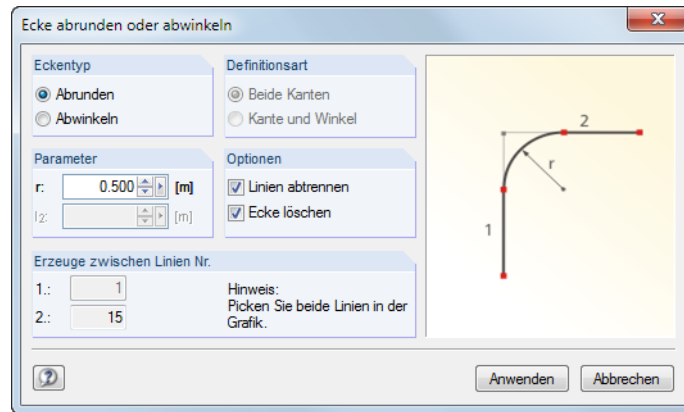 Ecke abrunden oder abwinkeln
Eckentyp
Abrunden
Abwinkeln
Definitionsart
Beide Kanten
Kante und Winkel
Parameter
r: 0.500 [m]
l2: [m]
Optionen
Linien abtrennen
Ecke löschen
Erzeuge zwischen Linien Nr.
1.: 1
2.: 15
Hinweis:
Picken Sie beide Linien in der
Grafik.
2
r
1
Anwenden
Abbrechen